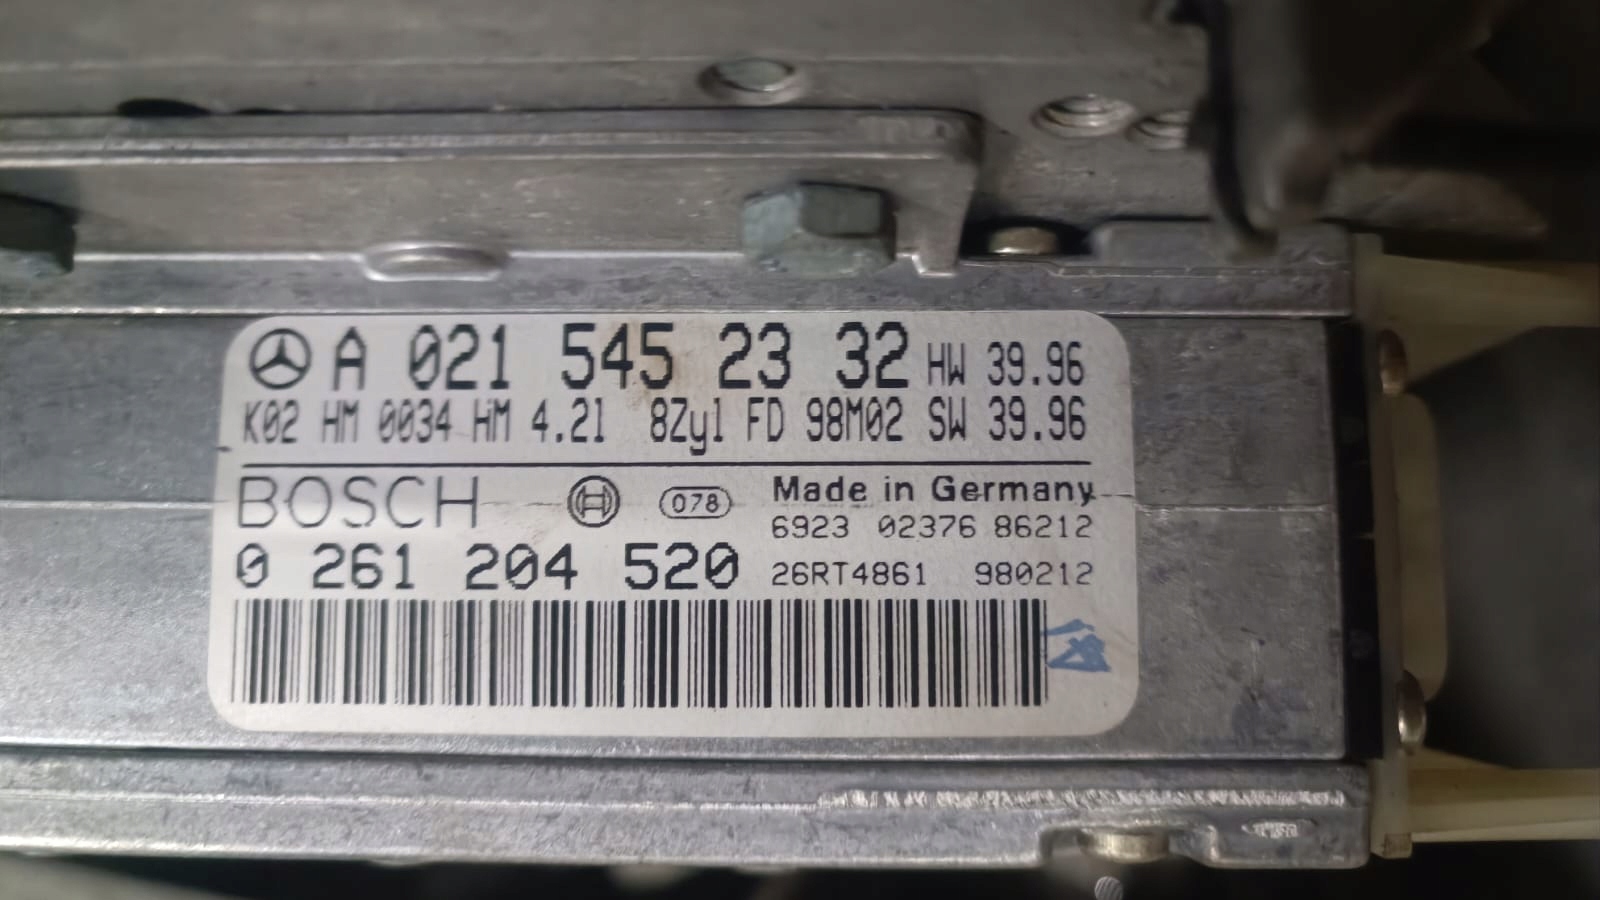 A 021 545 23 32 HW 39.96
K02 HM 0034 HM 4.2l 8Zyl FD 98M02 SW 39.96
BOSCH 078 Made in Germany
6923 02376 86212
0 261 204 520 26RT4861 980212